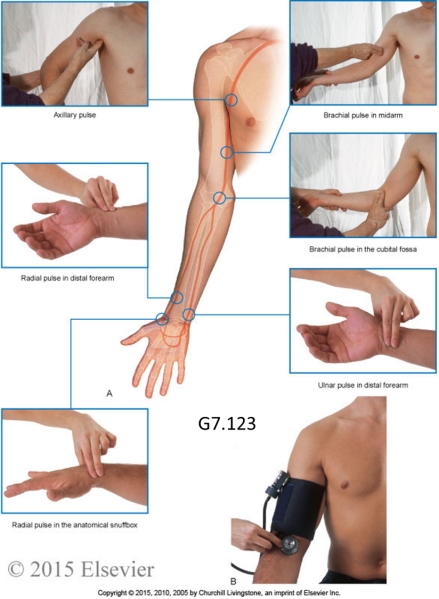 Axillary pulse
Brachial pulse in midarm
Brachial pulse in the cubital fossa
Radial pulse in distal forearm
Ulnar pulse in distal forearm
A
G7.123
Radial pulse in the anatomical snuffbox
B
© 2015 Elsevier
Copyright © 2015, 2010, 2005 by Churchill Livingstone, an imprint of Elsevier Inc.